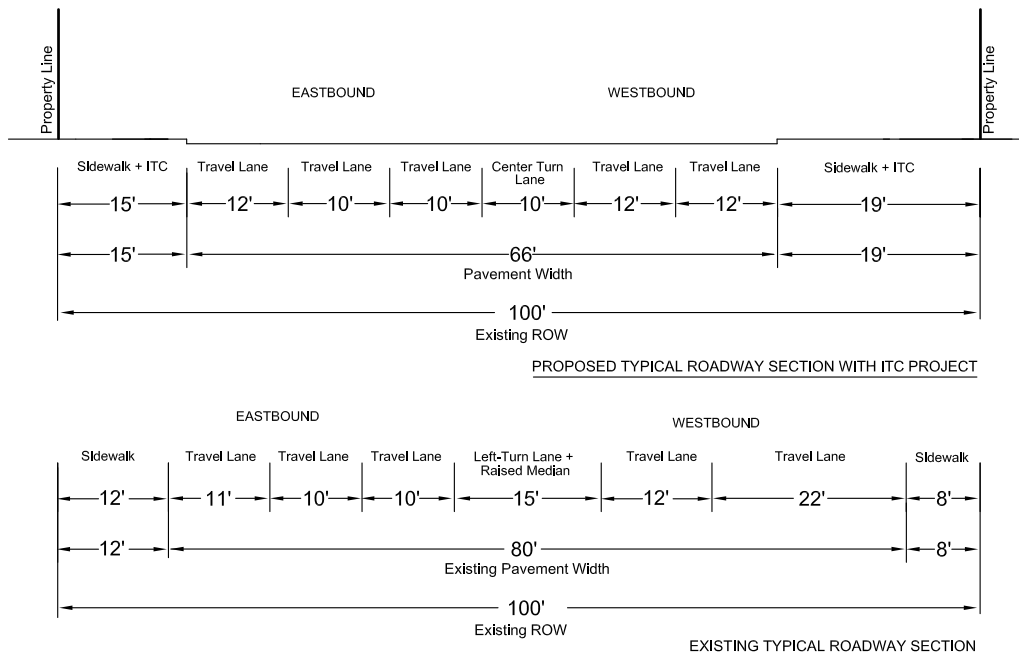 Property Line
Property Line
EASTBOUND WESTBOUND
Sidewalk + ITC Travel Lane Travel Lane Travel Lane Center Turn Travel Lane Travel Lane Sidewalk + ITC
Lane
15' 12' 10' 10' 10' 12' 12' 19'
15' 66' 19'
Pavement Width
100'
Existing ROW
PROPOSED TYPICAL ROADWAY SECTION WITH ITC PROJECT
EASTBOUND WESTBOUND
Sidewalk Travel Lane Travel Lane Travel Lane Left-Turn Lane + Travel Lane Travel Lane Sidewalk
Raised Median
12' 11' 10' 10' 15' 12' 22' 8'
12' 80' 8'
Existing Pavement Width
100'
Existing ROW
EXISTING TYPICAL ROADWAY SECTION